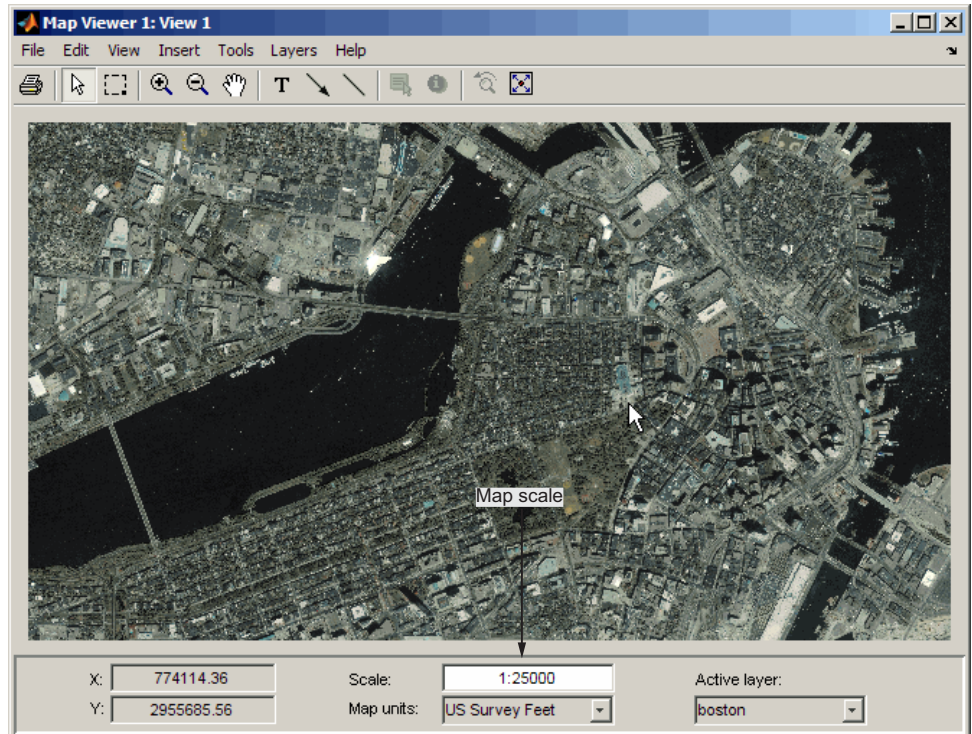 Map Viewer 1: View 1
File Edit View Insert Tools Layers Help
T
Map scale
X: 774114.36 Scale: 1:25000 Active layer:
Y: 2955685.56 Map units: US Survey Feet boston